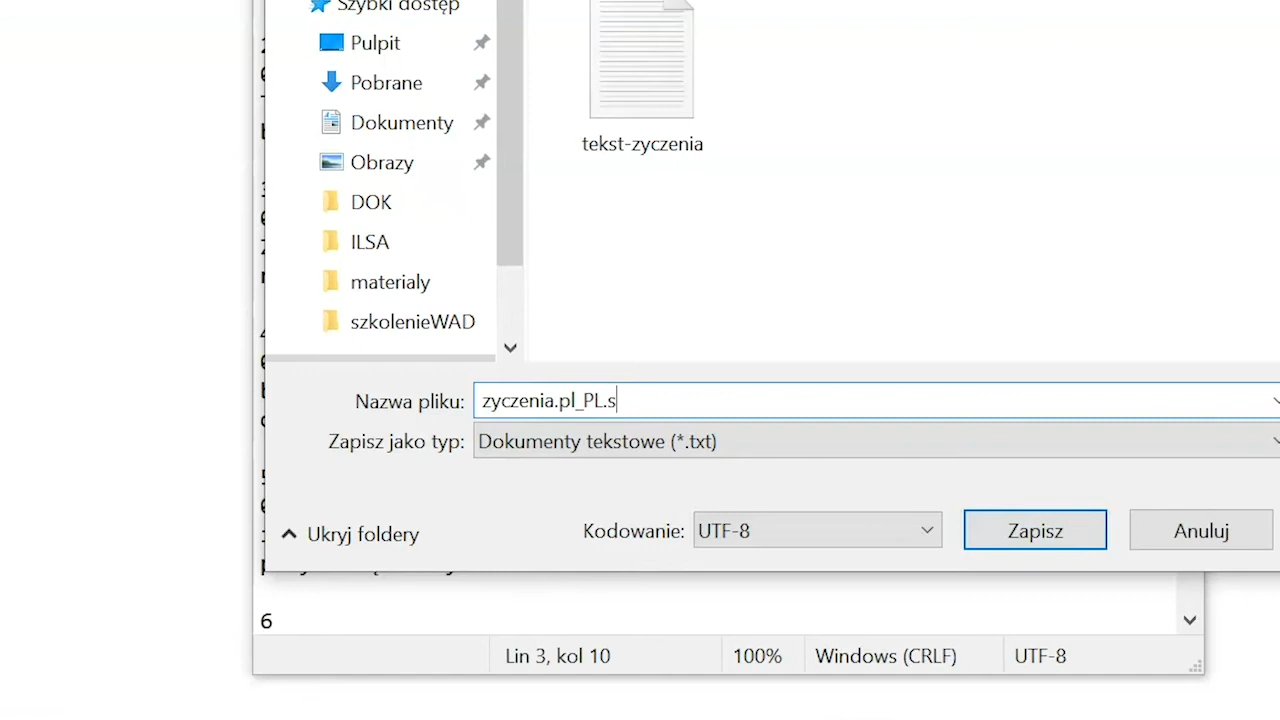 Szybki dostęp
Pulpit
Pobrane
Dokumenty
Obrazy
DOK
ILSA
materialy
szkolenieWAD
tekst-zyczenia
Nazwa pliku: zyczenia.pl_PL.s
Zapisz jako typ: Dokumenty tekstowe (*.txt)
Ukryj foldery
Kodowanie: UTF-8
Zapisz
Anuluj
6
Lin 3, kol 10
100%
Windows (CRLF)
UTF-8